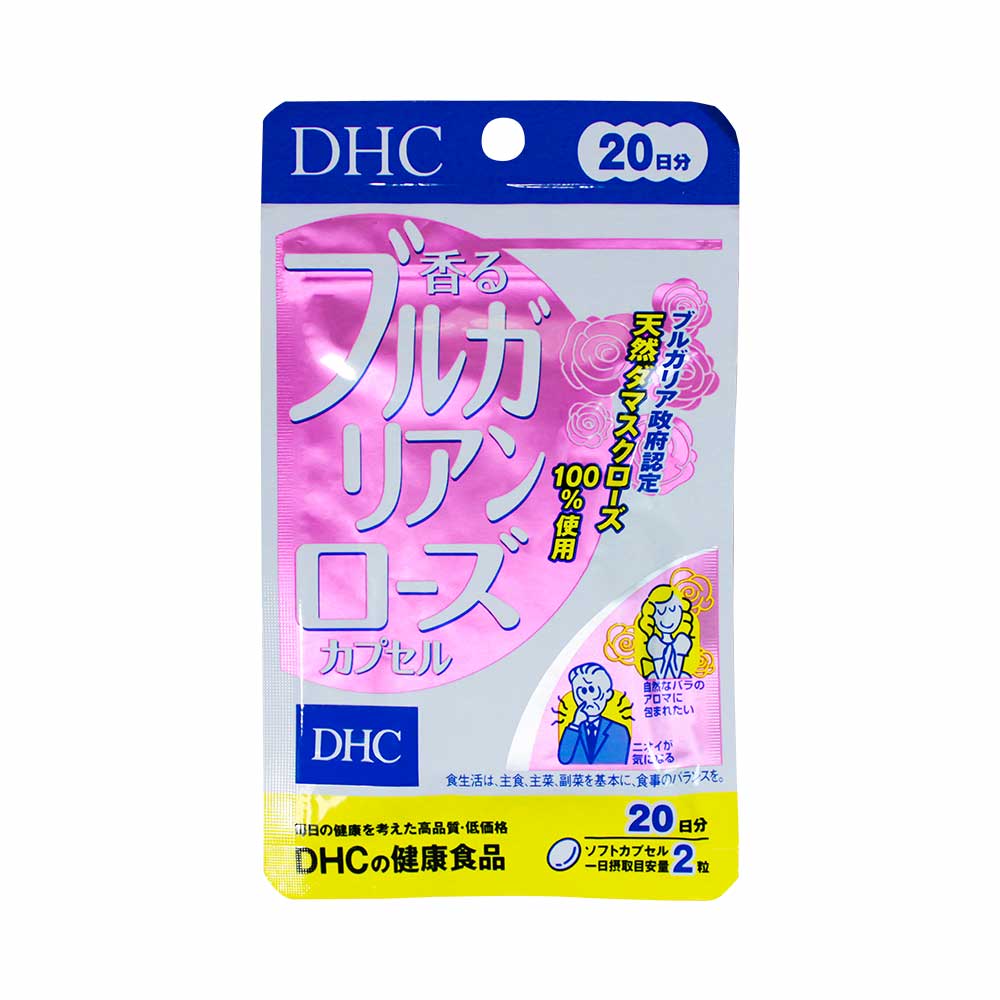 DHC
20日分
香る
ブルガ
リアン
ローズ
カプセル
ブルガリア政府認定
天然ダマスクローズ
100%使用
自然なバラの
アロマに
包まれたい
ニオイが
気になる
DHC
食生活は、主食、主菜、副菜を基本に、食事のバランスを。
毎日の健康を考えた高品質・低価格
DHCの健康食品
20日分
ソフトカプセル
一日摂取目安量2粒